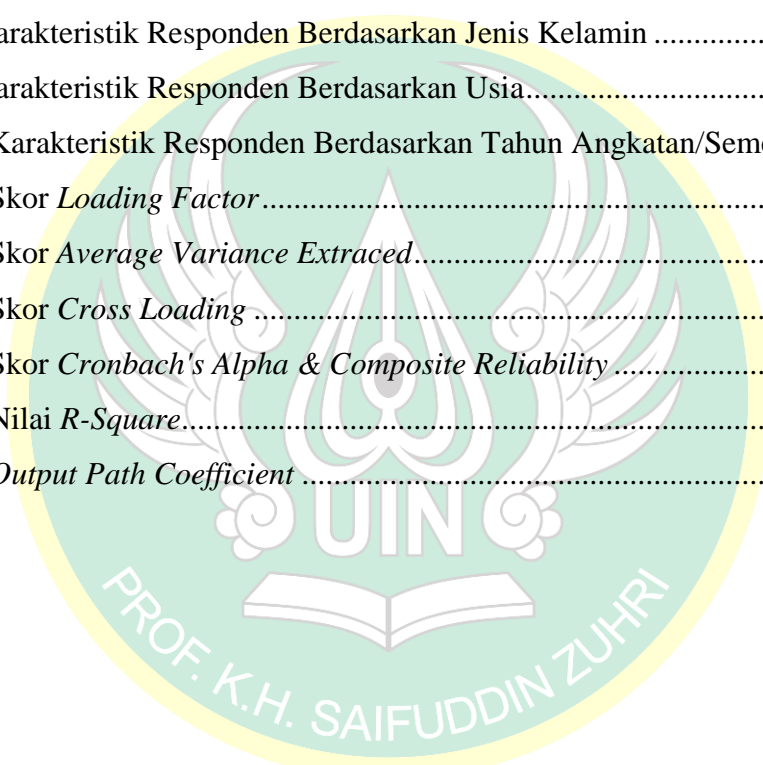 arakteristik Responden Berdasarkan Jenis Kelamin ................
arakteristik Responden Berdasarkan Usia...................................
Karakteristik Responden Berdasarkan Tahun Angkatan/Seme
Skor Loading Factor.....................................................................
Skor Average Variance Extraced................................................
Skor Cross Loading ......................................................................
Skor Cronbach's Alpha & Composite Reliability ......................
Nilai R-Square................................................................................
Output Path Coefficient ................................................................
UIN
PROF. K.H. SAIFUDDIN ZUHRI